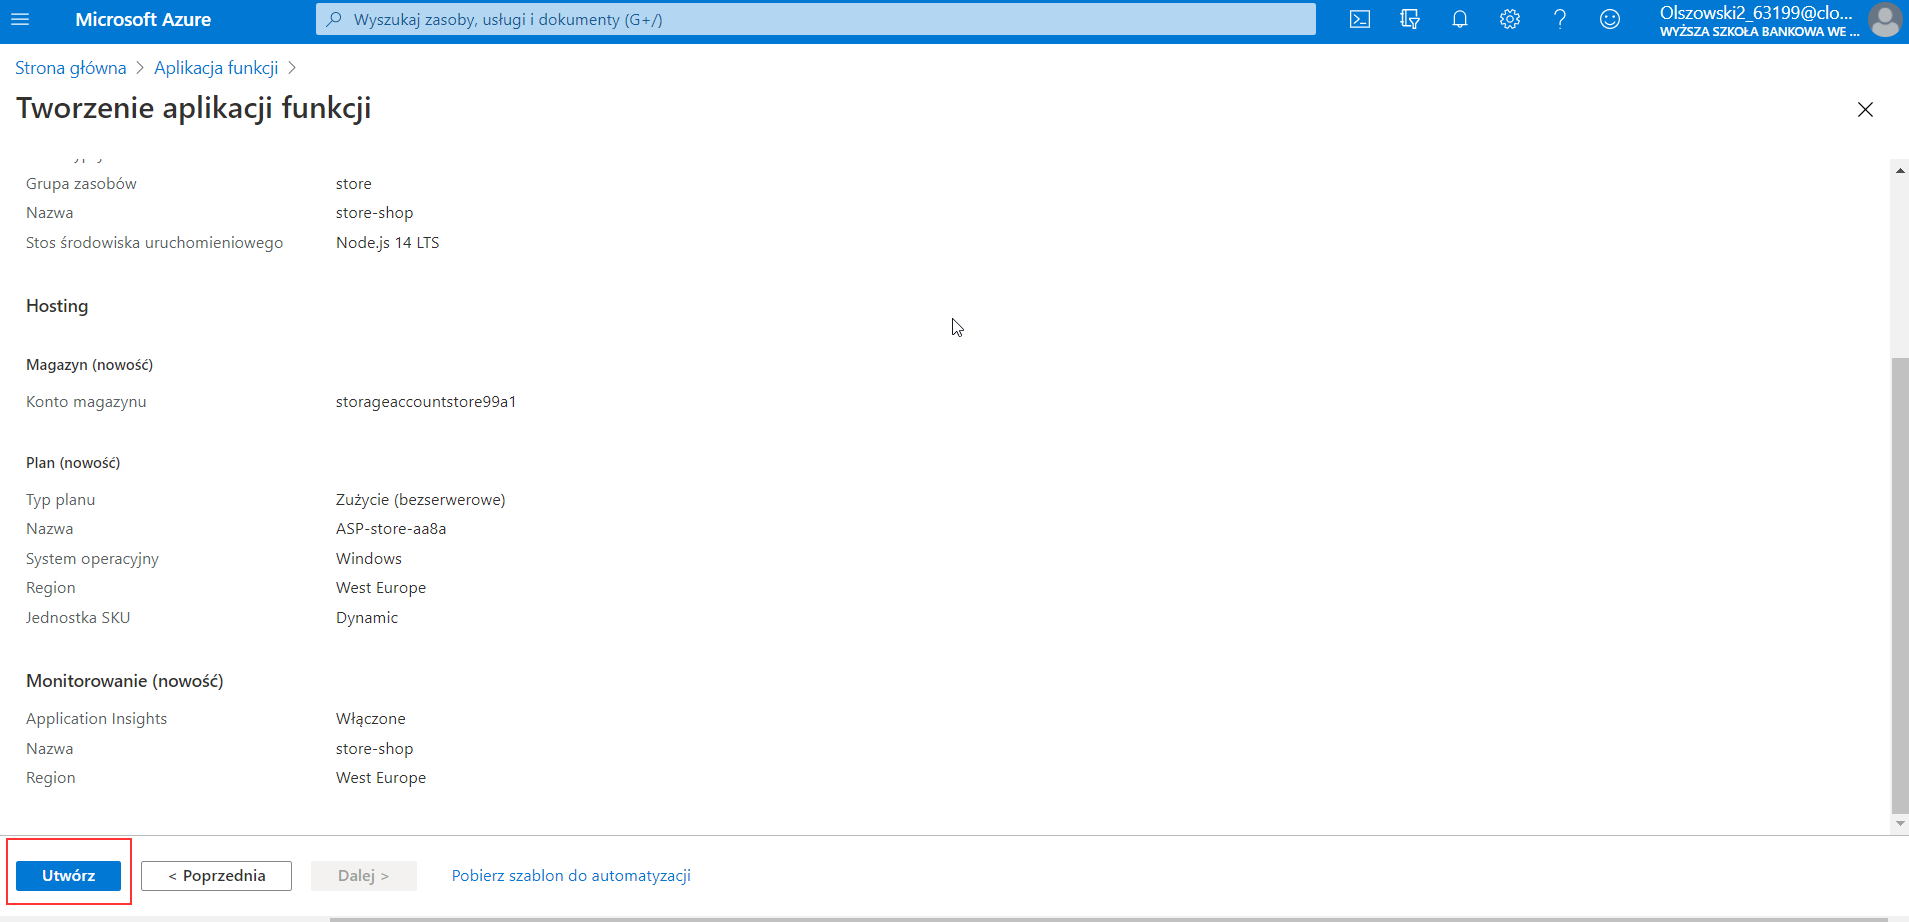 Microsoft Azure
Wyszukaj zasoby, usługi i dokumenty (G+/)
Olszowski2_63199@clo...
WYŻSZA SZKOŁA BANKOWA WE ...
Strona główna > Aplikacja funkcji >
Tworzenie aplikacji funkcji
Grupa zasobów store
Nazwa store-shop
Stos środowiska uruchomieniowego Node.js 14 LTS
Hosting
Magazyn (nowość)
Konto magazynu storageaccountstore99a1
Plan (nowość)
Typ planu Zużycie (bezserwerowe)
Nazwa ASP-store-aa8a
System operacyjny Windows
Region West Europe
Jednostka SKU Dynamic
Monitorowanie (nowość)
Application Insights Włączone
Nazwa store-shop
Region West Europe
Utwórz < Poprzednia Dalej > Pobierz szablon do automatyzacji